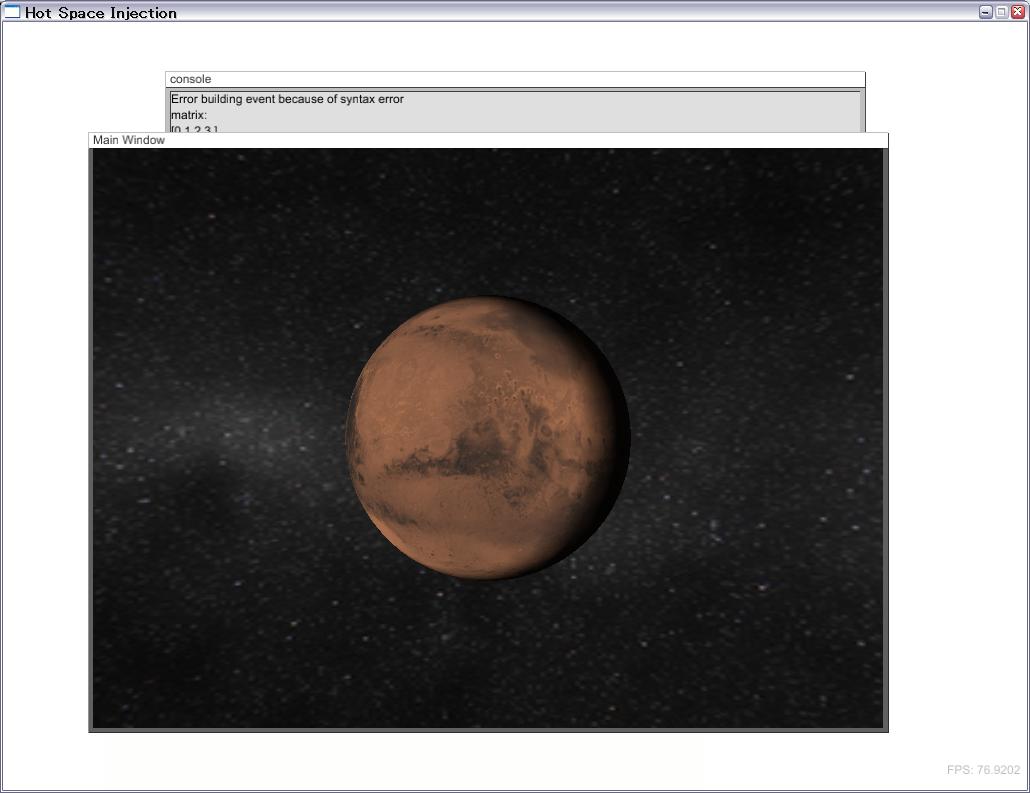 Hot Space Injection
console
Error building event because of syntax error
matrix:
[0,1,2,3,]
Main Window
FPS: 76.9202